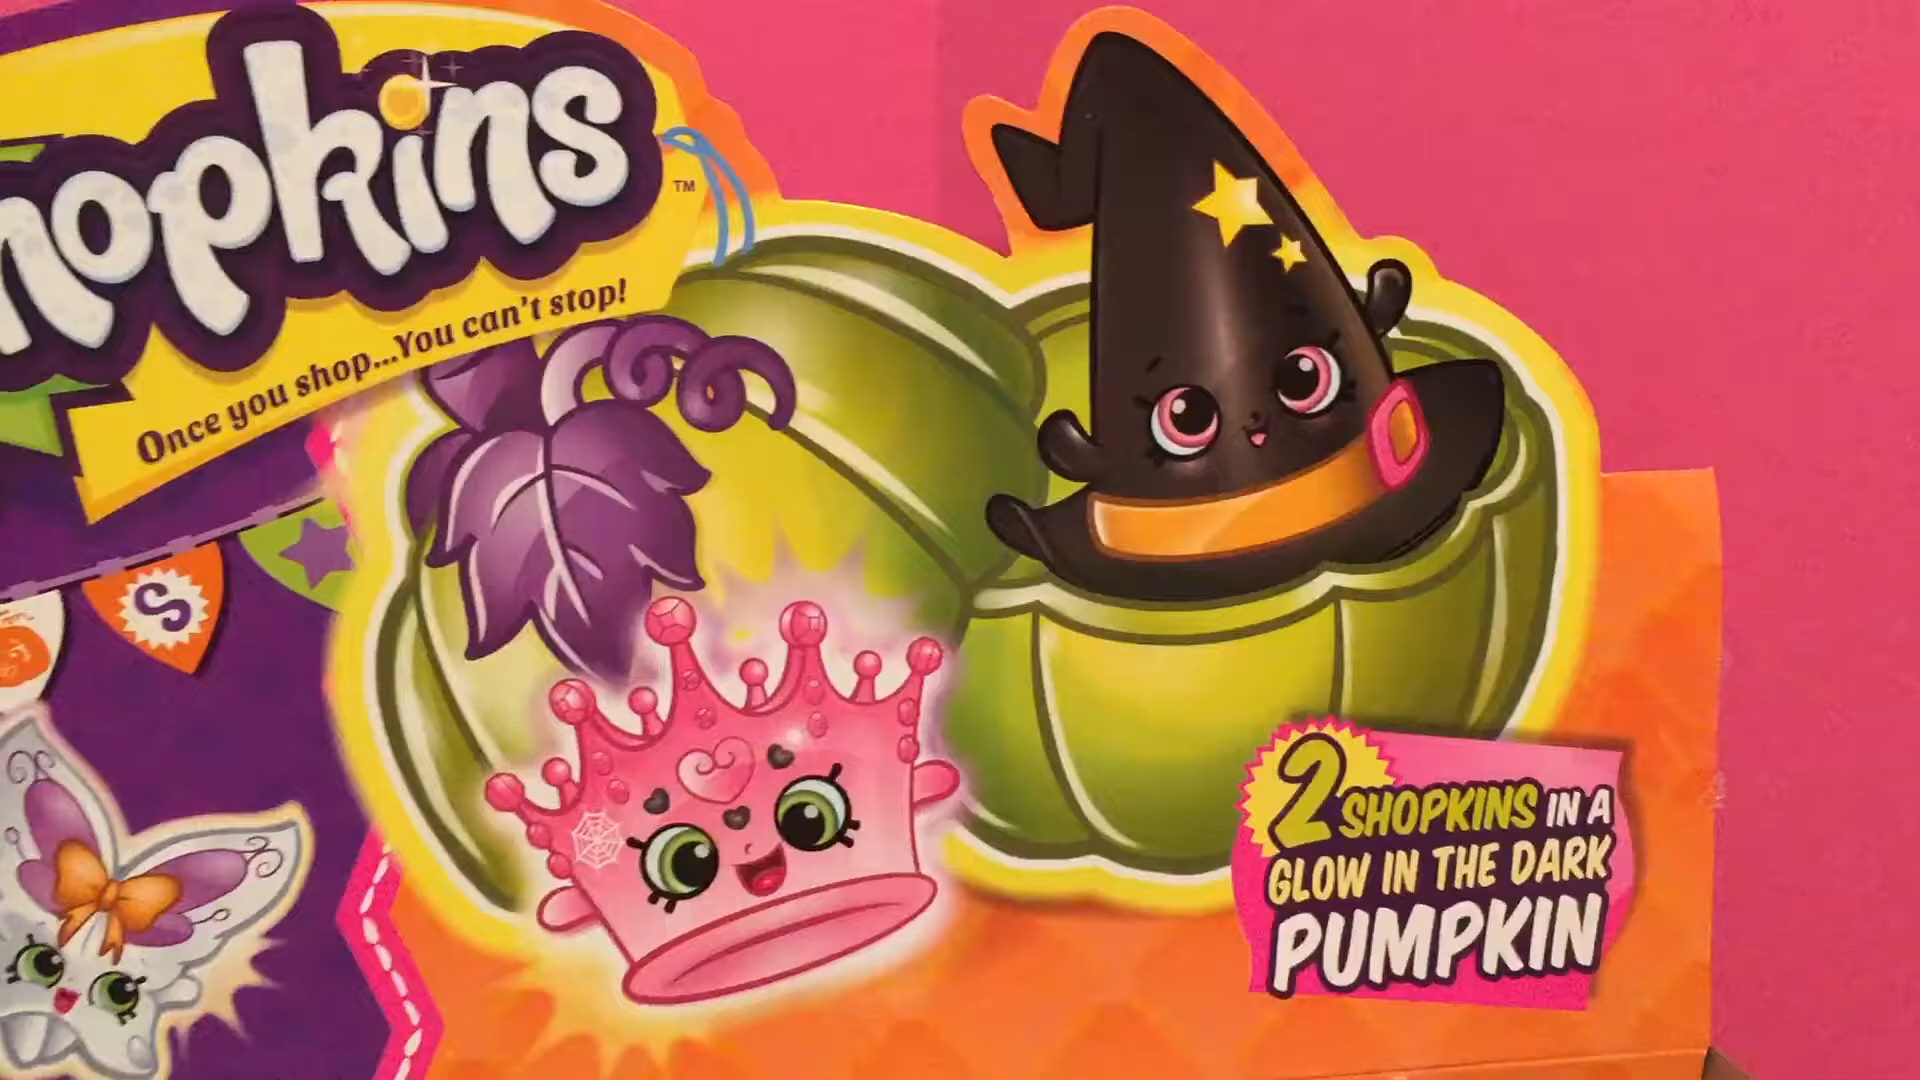 hopkins
TM
Once you shop...You can't stop!
S
2 SHOPKINS IN A
GLOW IN THE DARK
PUMPKIN